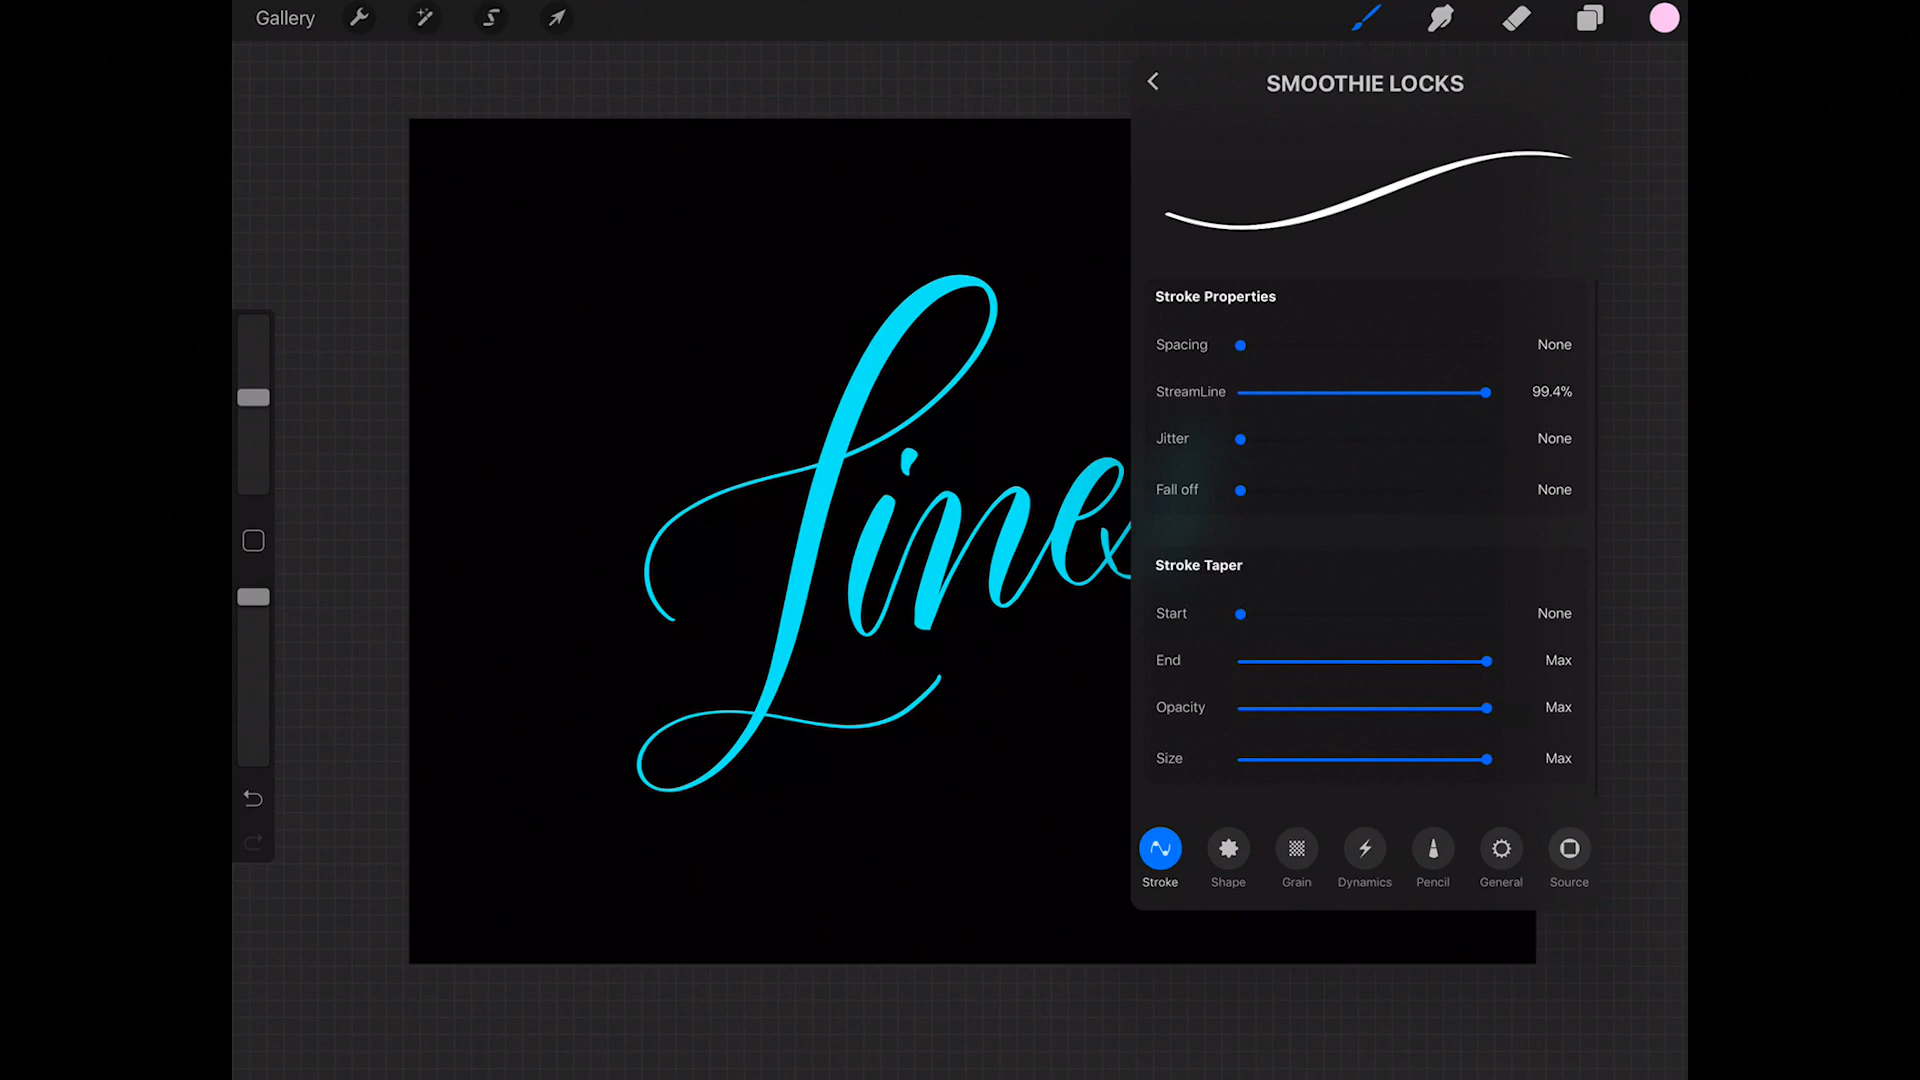 Gallery
SMOOTHIE LOCKS
Stroke Properties
Spacing None
StreamLine 99.4%
Jitter None
Fall off None
Stroke Taper
Start None
End Max
Opacity Max
Size Max
Stroke Shape Grain Dynamics Pencil General Source
Line